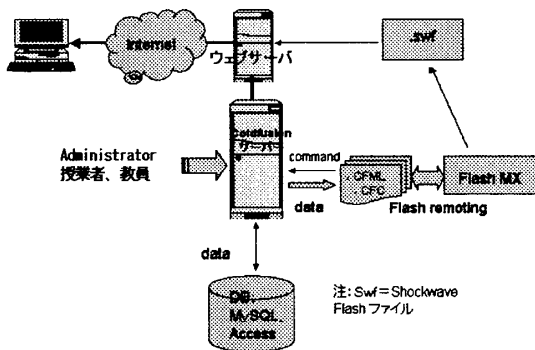 Internet
ウェブサーバ
.swf
Coldfusion
サーバー
Administrator
授業者、教員
command
CFML
.CFC
Flash MX
data
Flash remoting
data
DB,
MySQL,
Access
注: Swf=Shockwave
Flash ファイル